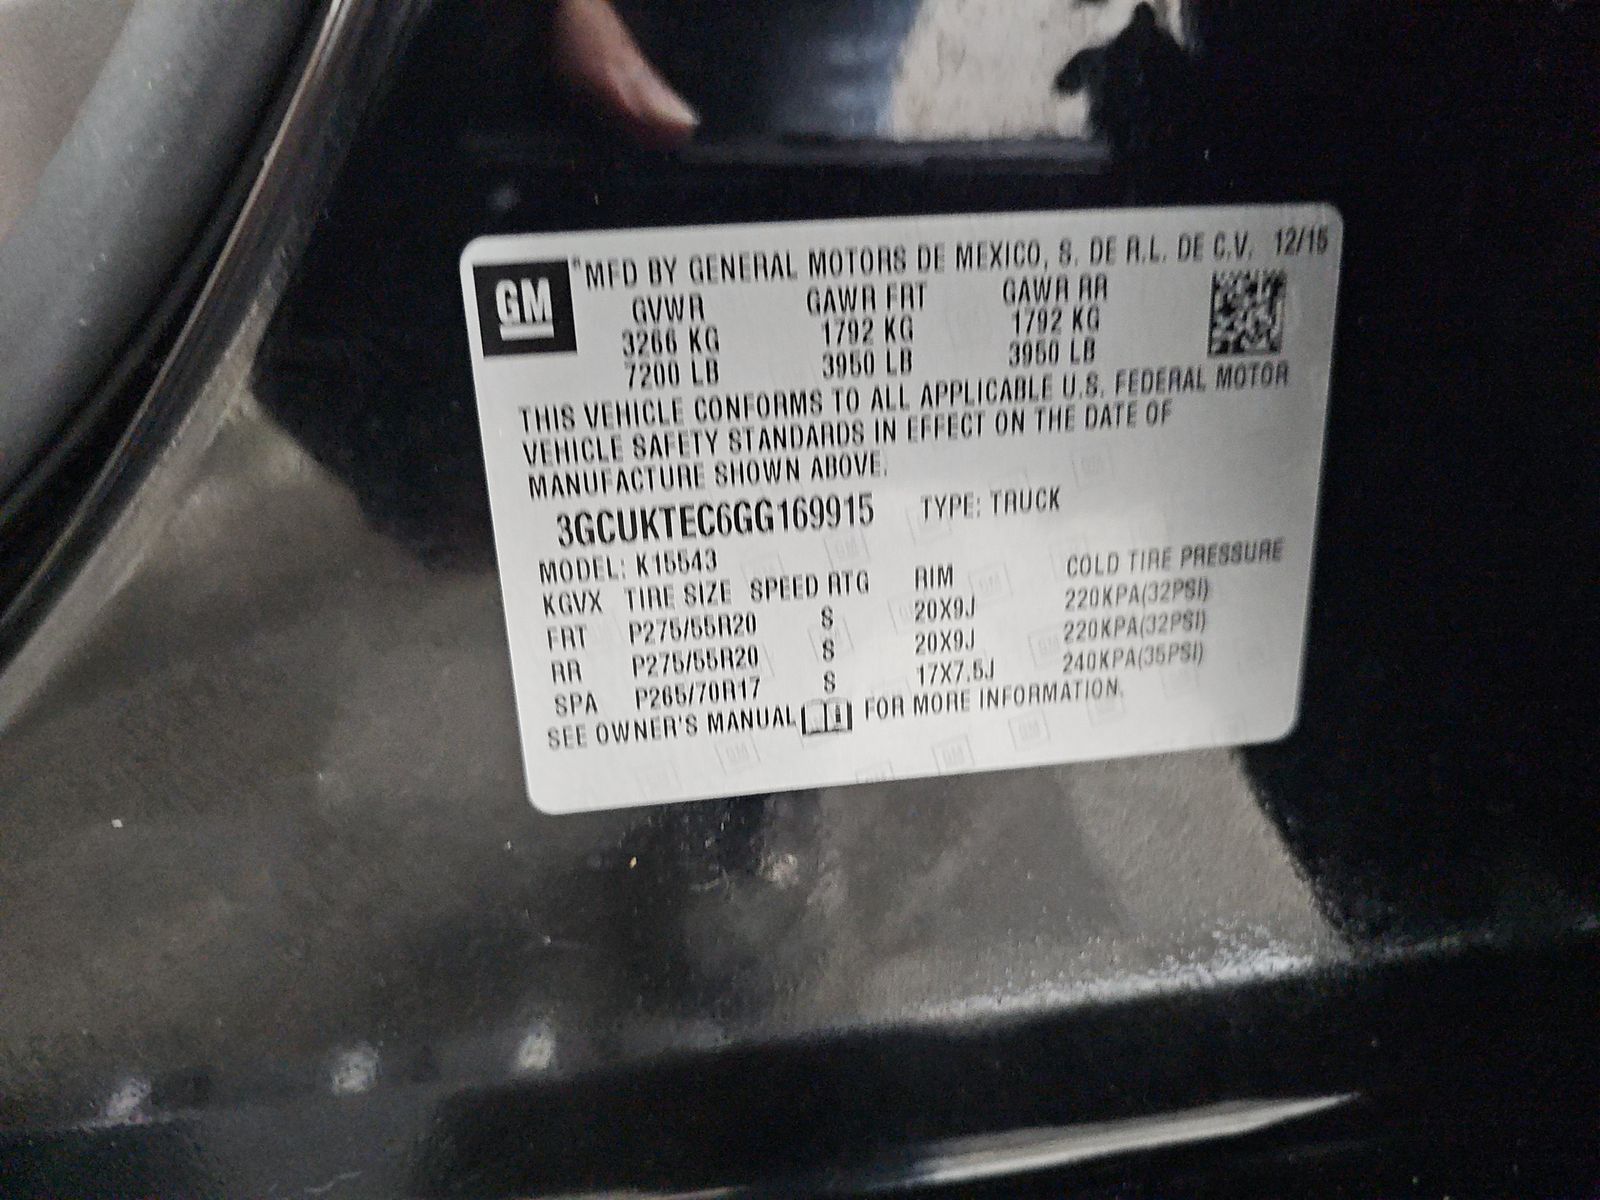 GM
"MFD BY GENERAL MOTORS DE MEXICO, S. DE R.L. DE C.V. 12/15
GVWR GAWR FRT GAWR RR
3266 KG 1792 KG 1792 KG
7200 LB 3950 LB 3950 LB
THIS VEHICLE CONFORMS TO ALL APPLICABLE U.S. FEDERAL MOTOR
VEHICLE SAFETY STANDARDS IN EFFECT ON THE DATE OF
MANUFACTURE SHOWN ABOVE.
3GCUKTEC6GG169915 TYPE: TRUCK
MODEL: K15543
KGVX TIRE SIZE SPEED RTG RIM COLD TIRE PRESSURE
FRT P275/55R20 S 20X9J 220KPA(32PSI)
RR P275/55R20 S 20X9J 220KPA(32PSI)
SPA P265/70R17 S 17X7.5J 240KPA(35PSI)
SEE OWNER'S MANUAL FOR MORE INFORMATION.